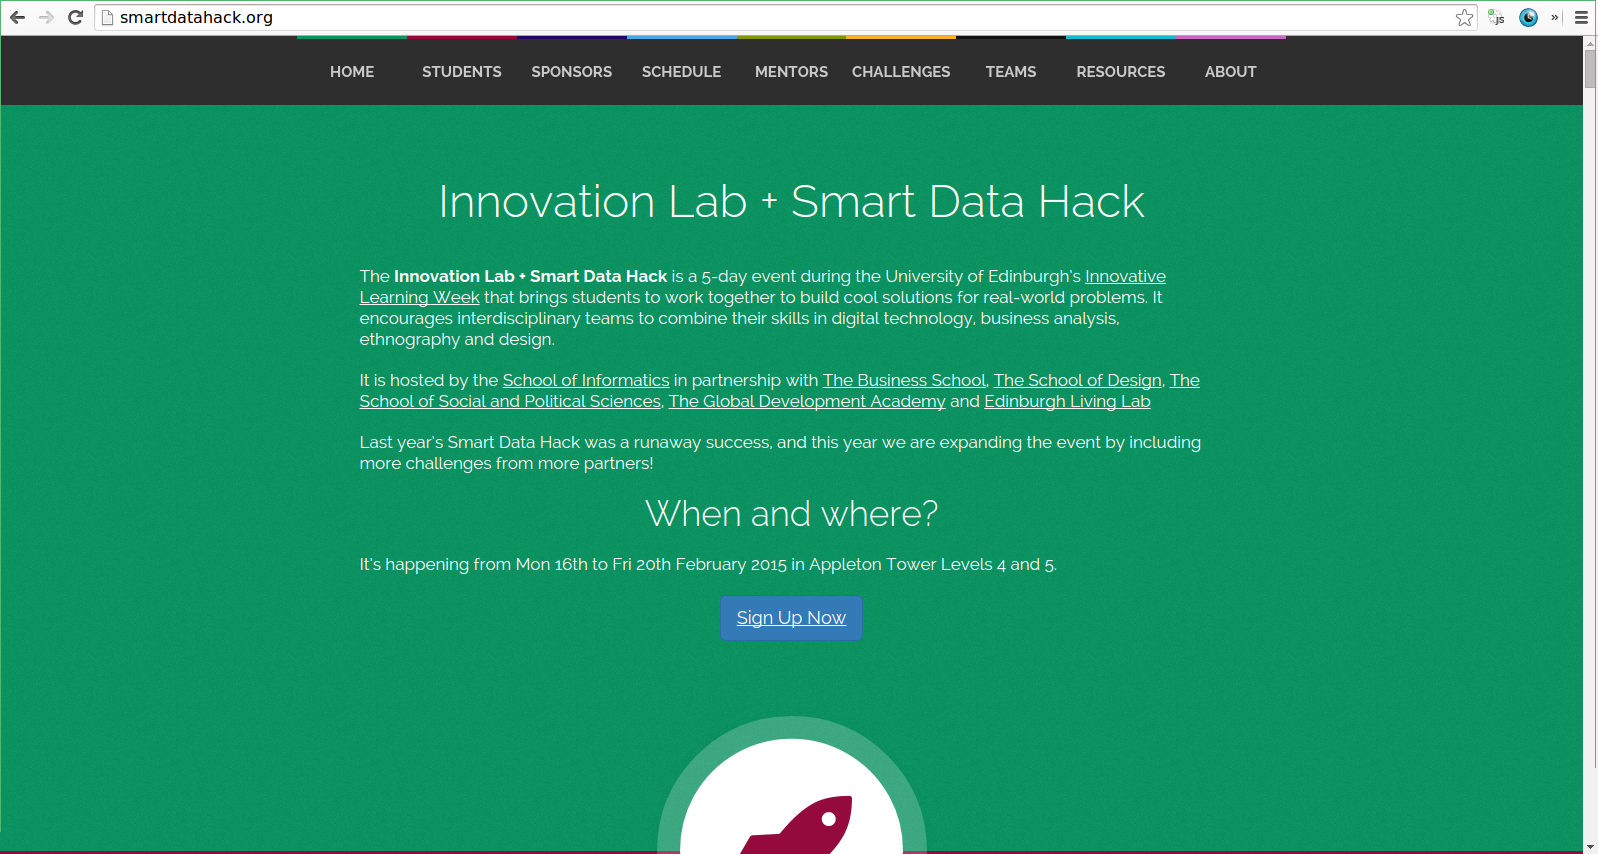 smartdatahack.org
JS
»
HOME STUDENTS SPONSORS SCHEDULE MENTORS CHALLENGES TEAMS RESOURCES ABOUT
Innovation Lab + Smart Data Hack
The Innovation Lab + Smart Data Hack is a 5-day event during the University of Edinburgh's Innovative
Learning Week that brings students to work together to build cool solutions for real-world problems. It
encourages interdisciplinary teams to combine their skills in digital technology, business analysis,
ethnography and design.
It is hosted by the School of Informatics in partnership with The Business School, The School of Design, The
School of Social and Political Sciences, The Global Development Academy and Edinburgh Living Lab
Last year's Smart Data Hack was a runaway success, and this year we are expanding the event by including
more challenges from more partners!
When and where?
It's happening from Mon 16th to Fri 20th February 2015 in Appleton Tower Levels 4 and 5.
Sign Up Now